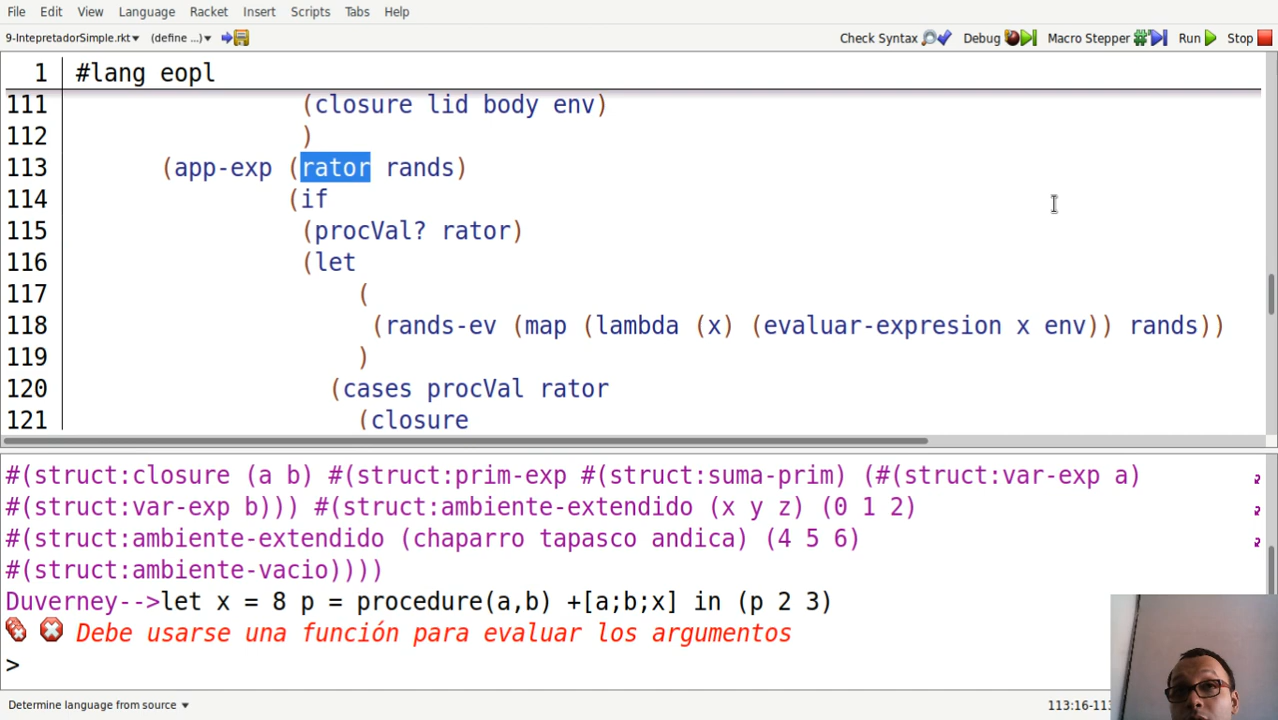 File Edit View Language Racket Insert Scripts Tabs Help
9-IntepretadorSimple.rkt▾ (define ...)▾ Check Syntax Debug Macro Stepper Run Stop
1 #lang eopl
111 (closure lid body env)
112 )
113 (app-exp (rator rands)
114 (if
115 (procVal? rator)
116 (let
117 (
118 (rands-ev (map (lambda (x) (evaluar-expresion x env)) rands))
119 )
120 (cases procVal rator
121 (closure
#(struct:closure (a b) #(struct:prim-exp #(struct:suma-prim) (#(struct:var-exp a)
#(struct:var-exp b))) #(struct:ambiente-extendido (x y z) (0 1 2)
#(struct:ambiente-extendido (chaparro tapasco andica) (4 5 6)
#(struct:ambiente-vacio))))
Duverney-->let x = 8 p = procedure(a,b) +[a;b;x] in (p 2 3)
Debe usarse una función para evaluar los argumentos
>
Determine language from source ▾ 113:16-113